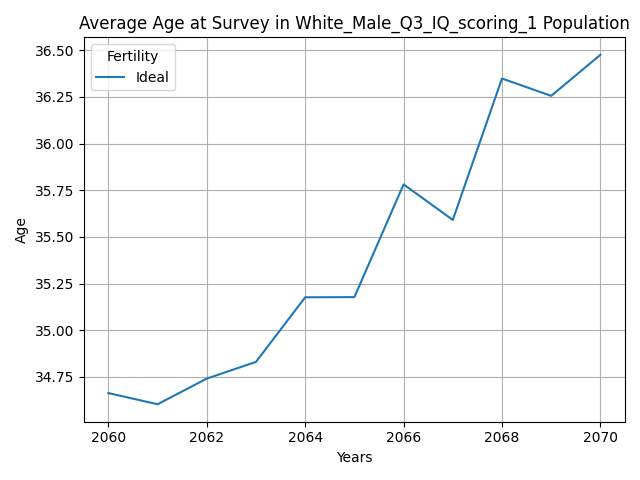 Average Age at Survey in White_Male_Q3_IQ_scoring_1 Population
Fertility
Ideal
36.50
36.25
36.00
35.75
35.50
35.25
35.00
34.75
Age
2060 2062 2064 2066 2068 2070
Years